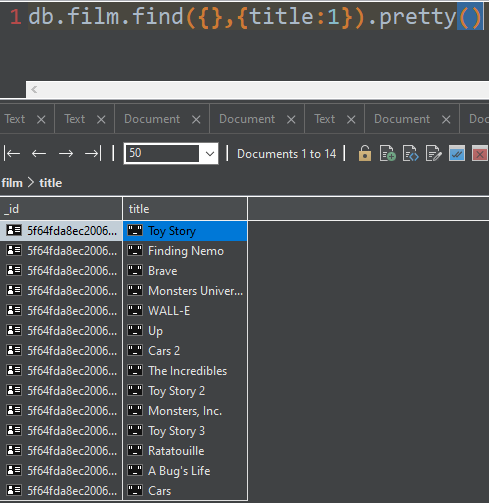 1 db.film.find({},{title:1}).pretty()
Text Text Document Document Text Document Do
50 Documents 1 to 14
film > title
_id title
5f64fda8ec2006... Toy Story
5f64fda8ec2006... Finding Nemo
5f64fda8ec2006... Brave
5f64fda8ec2006... Monsters Univer...
5f64fda8ec2006... WALL-E
5f64fda8ec2006... Up
5f64fda8ec2006... Cars 2
5f64fda8ec2006... The Incredibles
5f64fda8ec2006... Toy Story 2
5f64fda8ec2006... Monsters, Inc.
5f64fda8ec2006... Toy Story 3
5f64fda8ec2006... Ratatouille
5f64fda8ec2006... A Bug's Life
5f64fda8ec2006... Cars